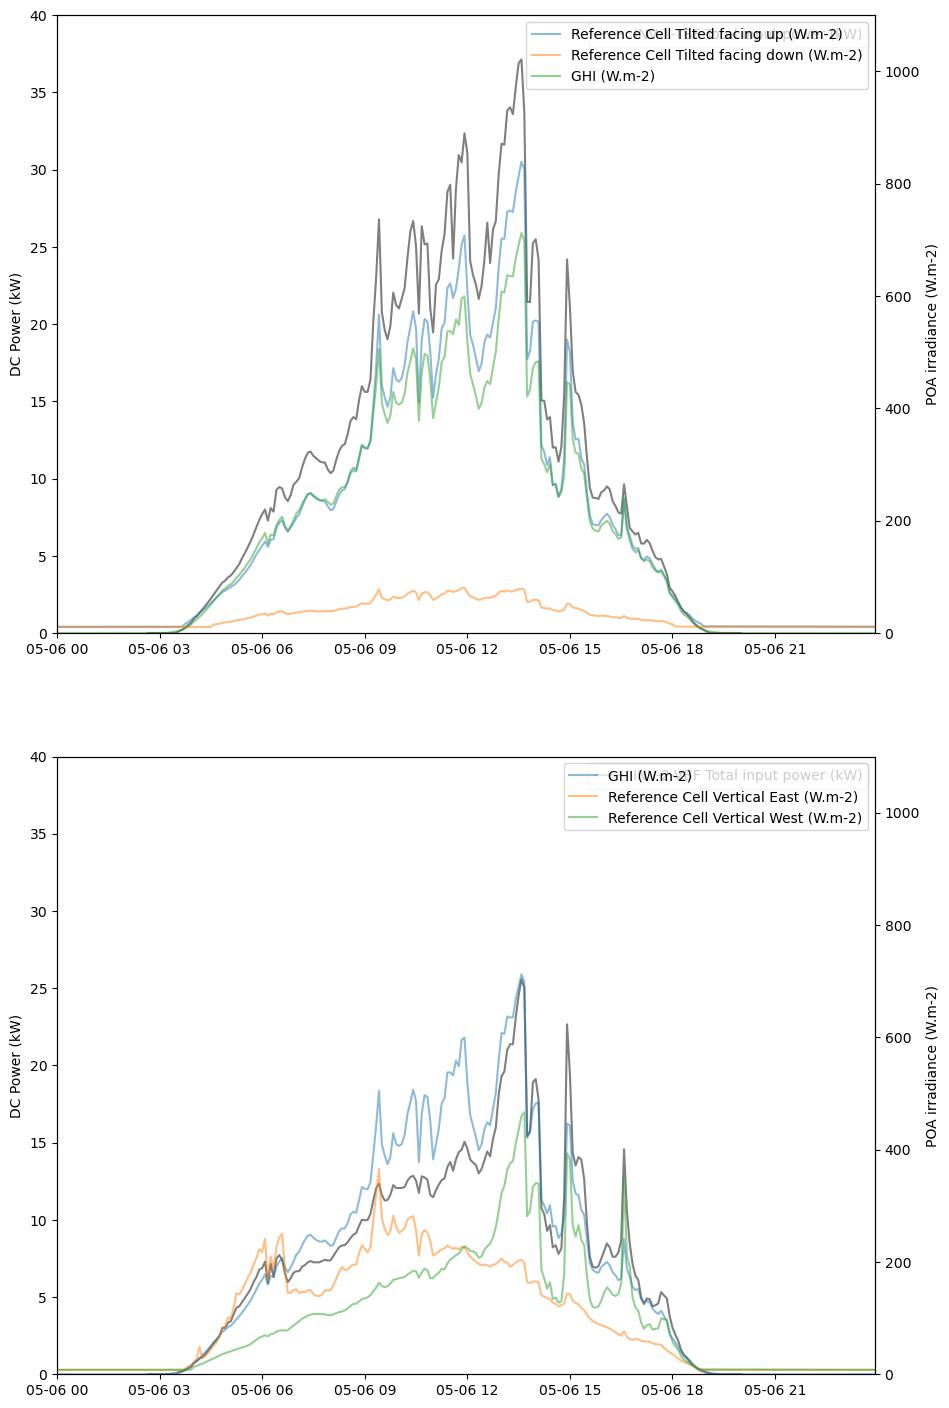 40
35
30
25
20
15
10
5
0
DC Power (kW)
Reference Cell Tilted facing up (W.m-2)
Reference Cell Tilted facing down (W.m-2)
GHI (W.m-2)
1000
800
600
400
200
0
POA irradiance (W.m-2)
05-06 00 05-06 03 05-06 06 05-06 09 05-06 12 05-06 15 05-06 18 05-06 21
40
35
30
25
20
15
10
5
0
DC Power (kW)
GHI (W.m-2) Total input power (kW)
Reference Cell Vertical East (W.m-2)
Reference Cell Vertical West (W.m-2)
1000
800
600
400
200
0
POA irradiance (W.m-2)
05-06 00 05-06 03 05-06 06 05-06 09 05-06 12 05-06 15 05-06 18 05-06 21